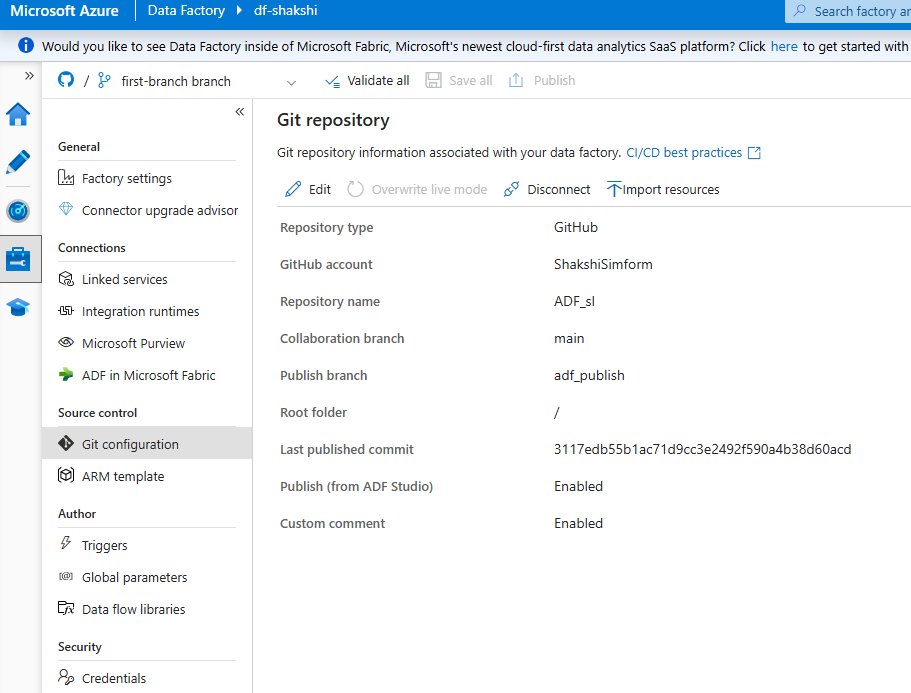 Microsoft Azure Data Factory df-shakshi Search factory ar
Would you like to see Data Factory inside of Microsoft Fabric, Microsoft's newest cloud-first data analytics SaaS platform? Click here to get started with
/ first-branch branch Validate all Save all Publish
General
Factory settings
Connector upgrade advisor
Connections
Linked services
Integration runtimes
Microsoft Purview
ADF in Microsoft Fabric
Source control
Git configuration
ARM template
Author
Triggers
Global parameters
Data flow libraries
Security
Credentials
Git repository
Git repository information associated with your data factory. CI/CD best practices
Edit Overwrite live mode Disconnect Import resources
Repository type GitHub
GitHub account ShakshiSimform
Repository name ADF_sl
Collaboration branch main
Publish branch adf_publish
Root folder /
Last published commit 3117edb55b1ac71d9cc3e2492f590a4b38d60acd
Publish (from ADF Studio) Enabled
Custom comment Enabled